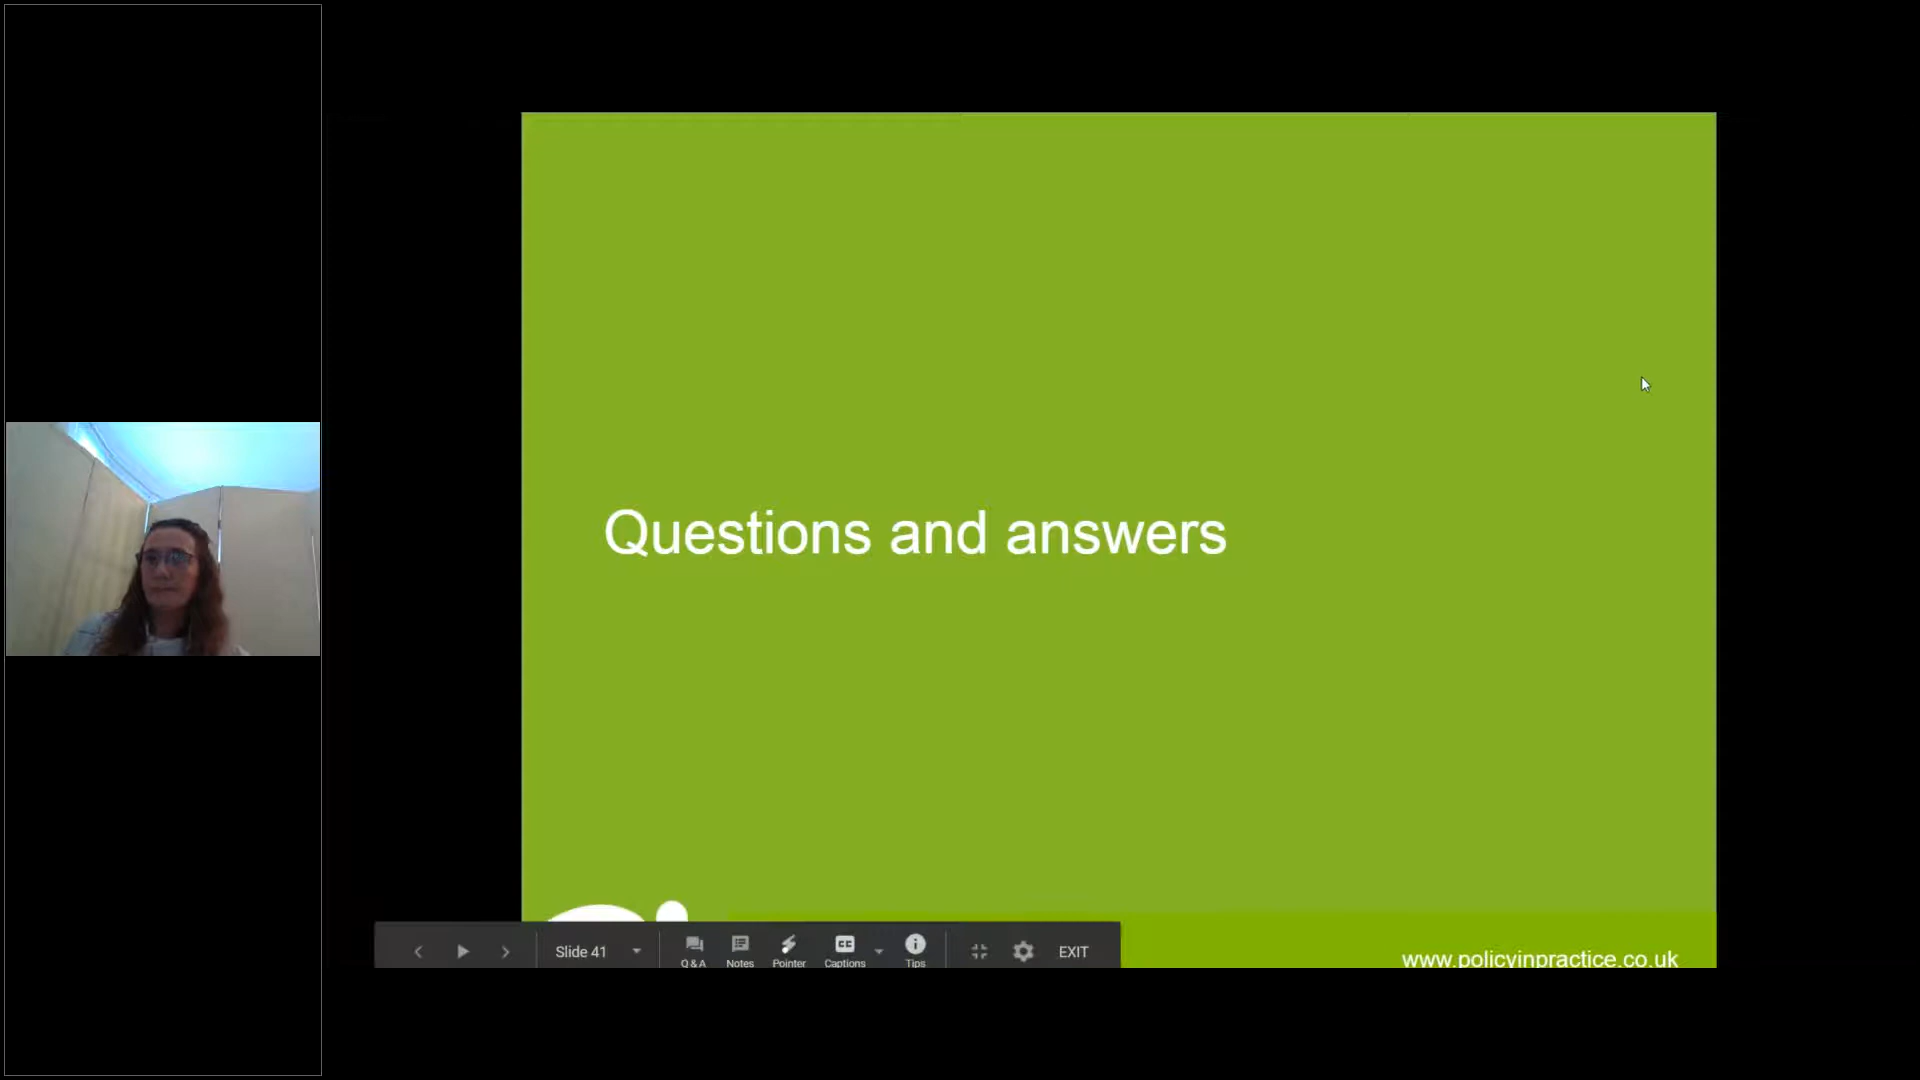 Questions and answers
www.policyinpractice.co.uk
Slide 41
Q & A
Notes
Pointer
Captions
Tips
EXIT